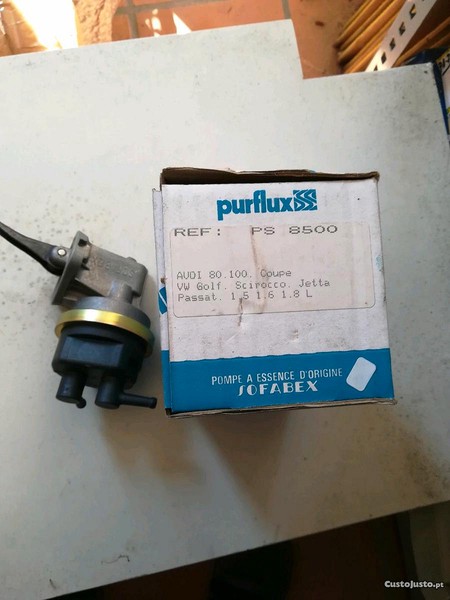 purflux
REF: PS 8500
AUDI 80.100. Coupe
VW Golf. Scirocco. Jetta
Passat. 1.5 1.6 1.8 L
POMPE A ESSENCE D'ORIGINE
SOFABEX
CustoJusto.pt